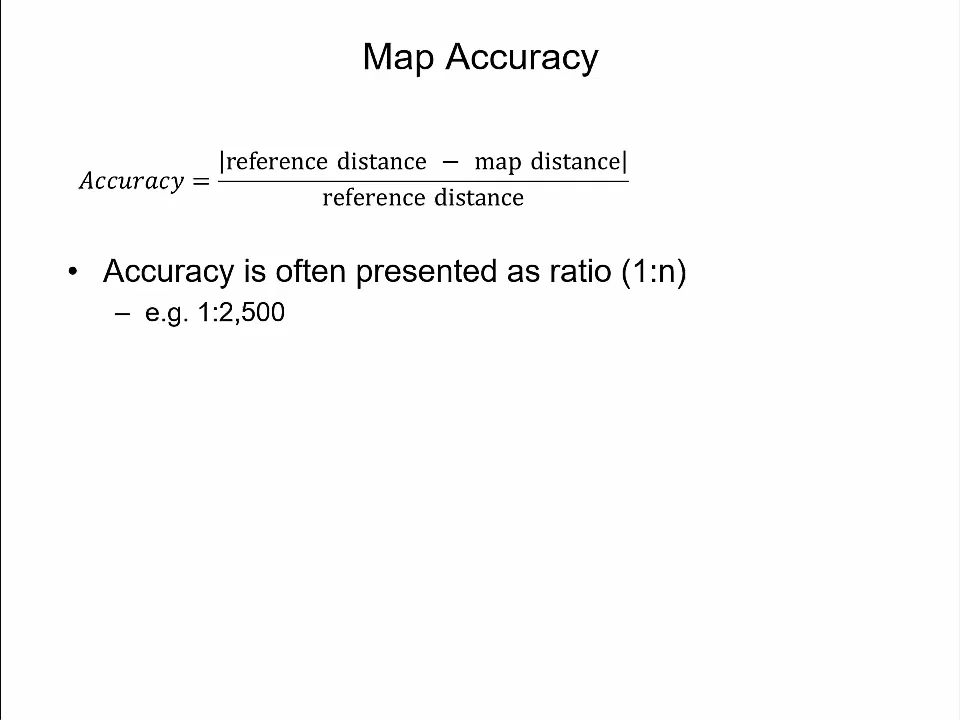 Map Accuracy
Accuracy = |reference distance − map distance| / reference distance
• Accuracy is often presented as ratio (1:n)
– e.g. 1:2,500